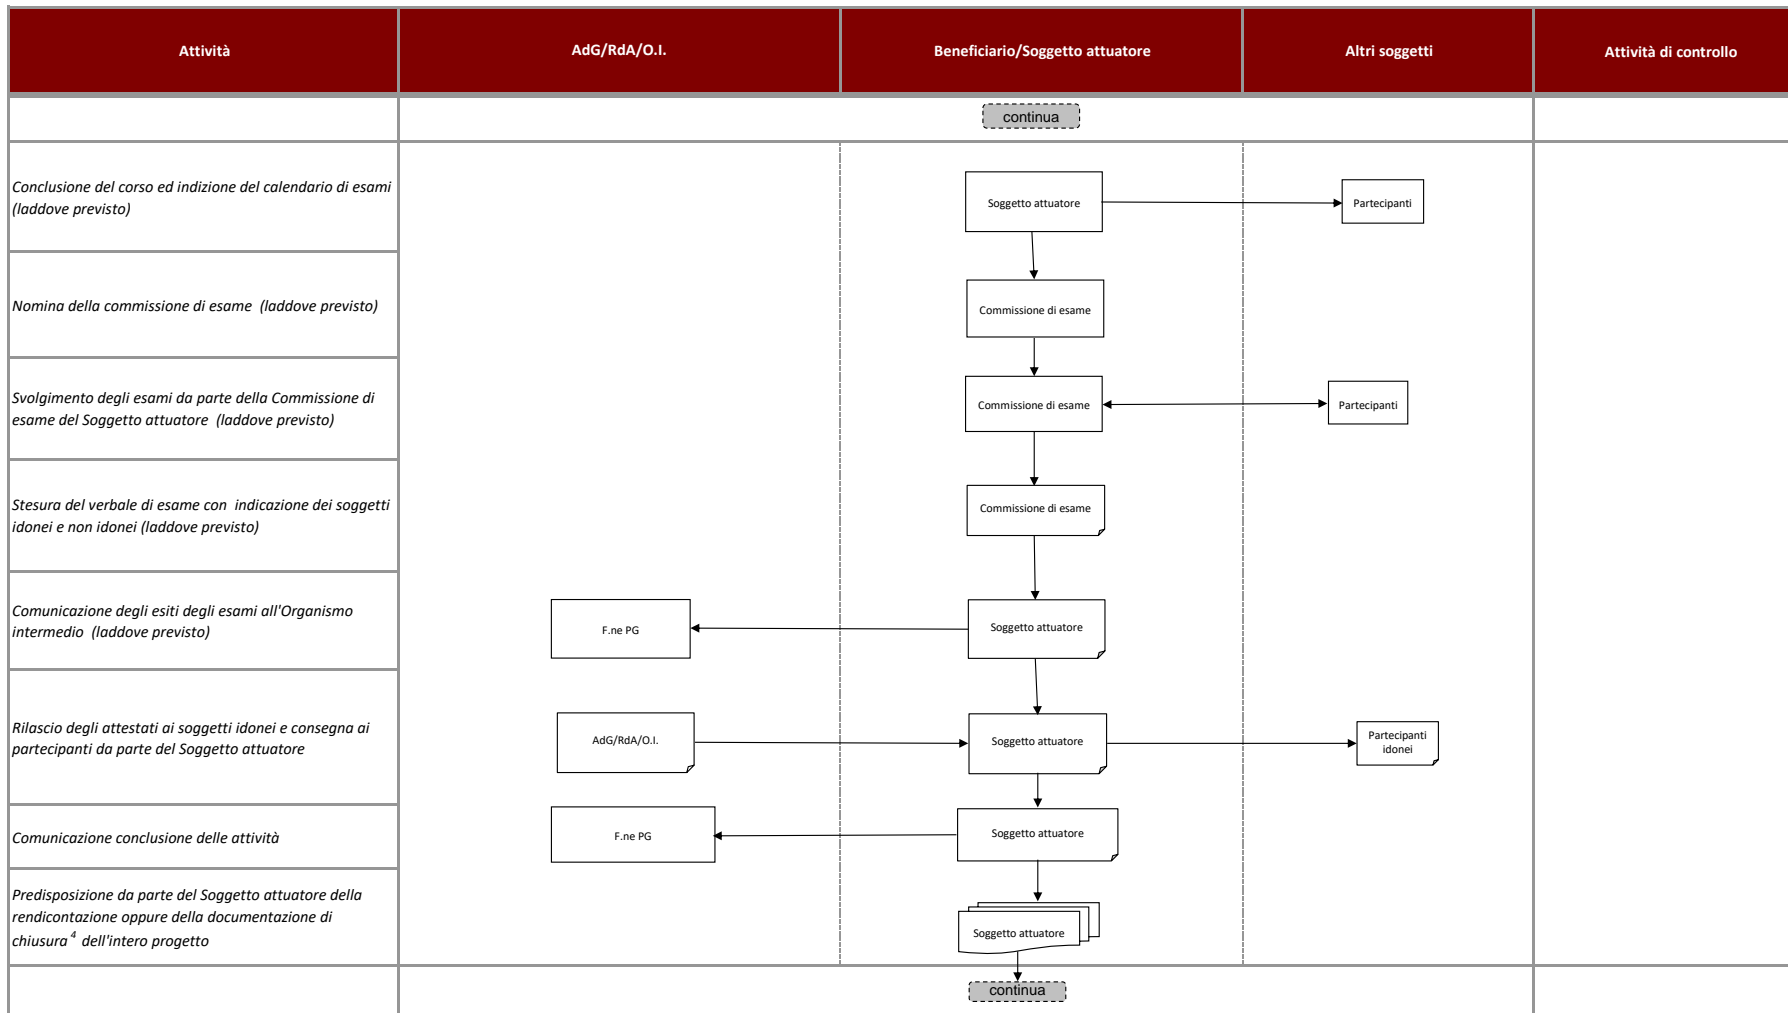 Attività
AdG/RdA/O.I.
Beneficiario/Soggetto attuatore
Altri soggetti
Attività di controllo
continua
Conclusione del corso ed indizione del calendario di esami
(laddove previsto)
Soggetto attuatore
Partecipanti
Nomina della commissione di esame  (laddove previsto)
Commissione di esame
Svolgimento degli esami da parte della Commissione di
esame del Soggetto attuatore  (laddove previsto)
Commissione di esame
Partecipanti
Stesura del verbale di esame con  indicazione dei soggetti
idonei e non idonei (laddove previsto)
Commissione di esame
Comunicazione degli esiti degli esami all'Organismo
intermedio  (laddove previsto)
F.ne PG
Soggetto attuatore
Rilascio degli attestati ai soggetti idonei e consegna ai
partecipanti da parte del Soggetto attuatore
AdG/RdA/O.I.
Soggetto attuatore
Partecipanti
idonei
Comunicazione conclusione delle attività
F.ne PG
Soggetto attuatore
Predisposizione da parte del Soggetto attuatore della
rendicontazione oppure della documentazione di
chiusura 4 dell'intero progetto
Soggetto attuatore
continua